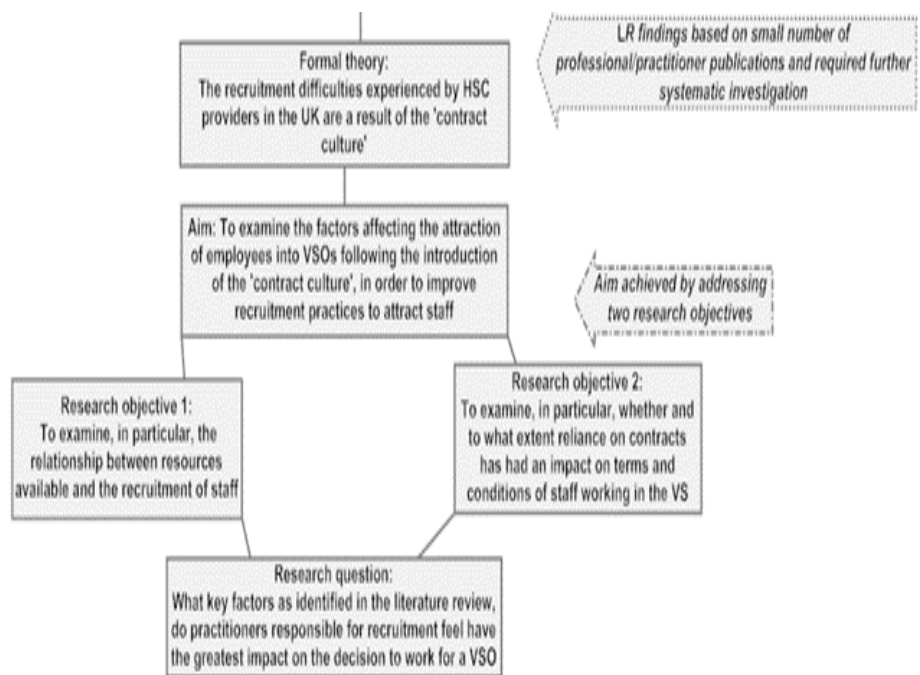 Formal theory:
The recruitment difficulties experienced by HSC
providers in the UK are a result of the 'contract
culture'
LR findings based on small number of
professional/practitioner publications and required further
systematic investigation
Aim: To examine the factors affecting the attraction
of employees into VSOs following the introduction
of the 'contract culture', in order to improve
recruitment practices to attract staff
Aim achieved by addressing
two research objectives
Research objective 1:
To examine, in particular, the
relationship between resources
available and the recruitment of staff
Research objective 2:
To examine, in particular, whether and
to what extent reliance on contracts
has had an impact on terms and
conditions of staff working in the VS
Research question:
What key factors as identified in the literature review,
do practitioners responsible for recruitment feel have
the greatest impact on the decision to work for a VSO